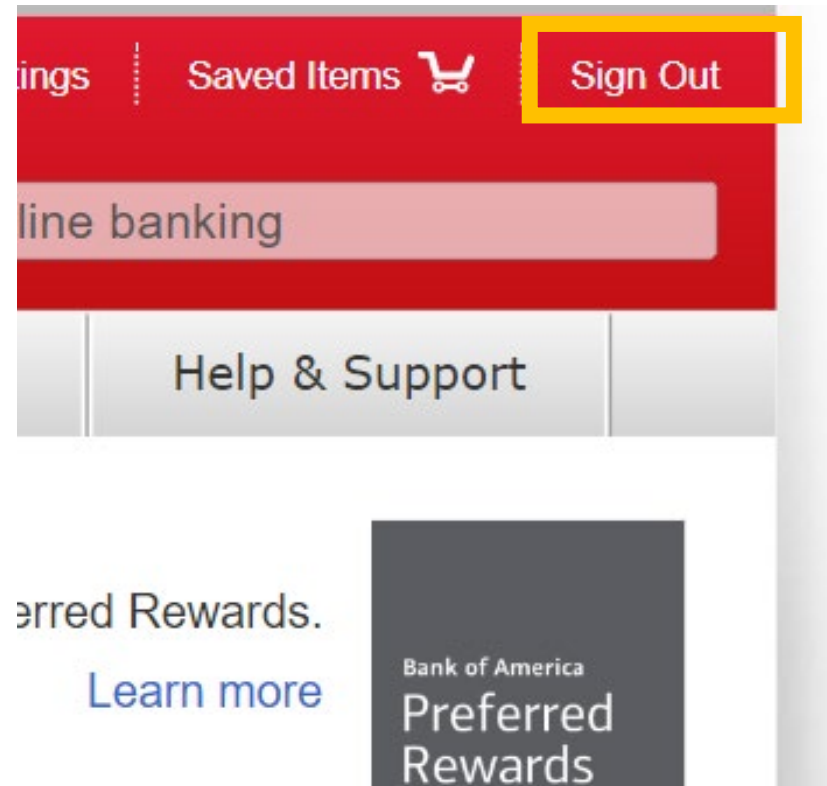 ings Saved Items Sign Out
line banking
Help & Support
erred Rewards.
Learn more
Bank of America
Preferred
Rewards